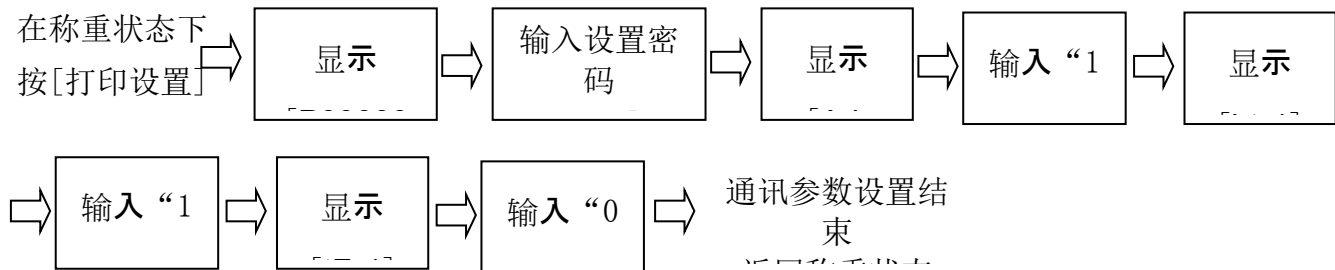 在称重状态下
按[打印设置]
显示
输入设置密
码
显示
输入“1
显示
输入“1
显示
输入“0
通讯参数设置结
束